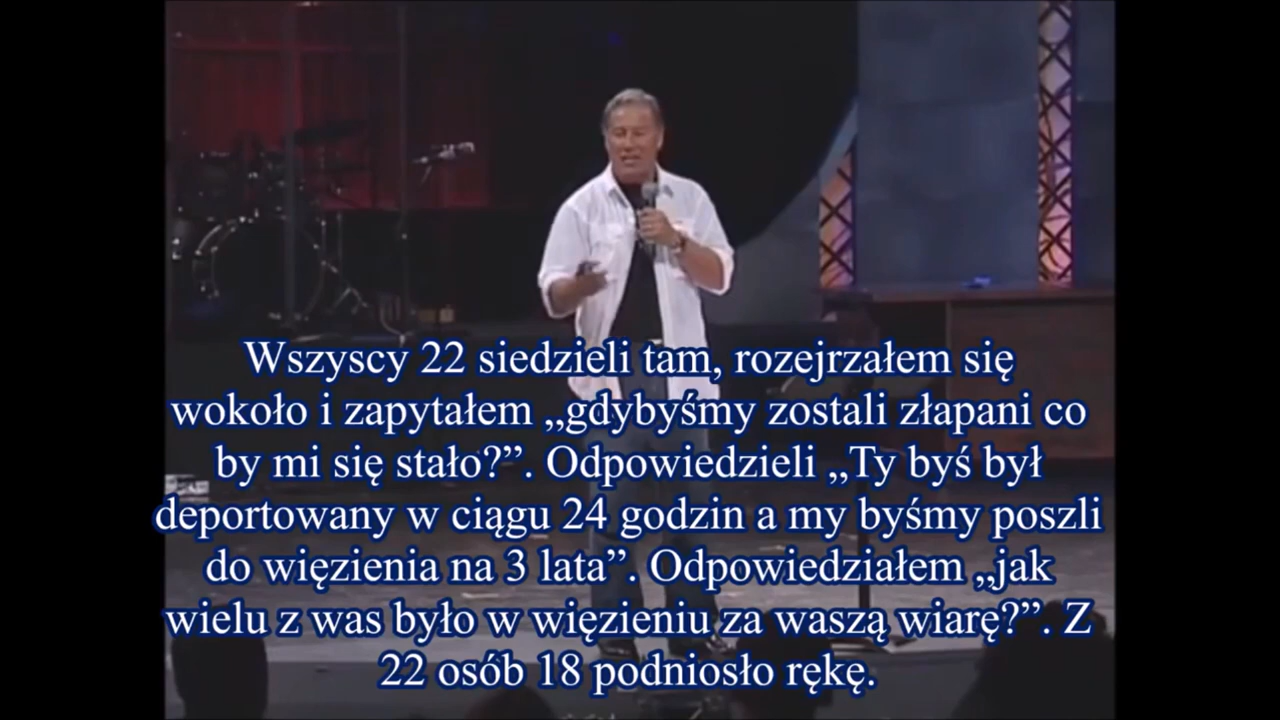 Wszyscy 22 siedzieli tam, rozejrzałem się
wokoło i zapytałem „gdybyśmy zostali złapani co
by mi się stało?”. Odpowiedzieli „Ty byś był
deportowany w ciągu 24 godzin a my byśmy poszli
do więzienia na 3 lata”. Odpowiedziałem „jak
wielu z was było w więzieniu za waszą wiarę?”. Z
22 osób 18 podniosło rękę.